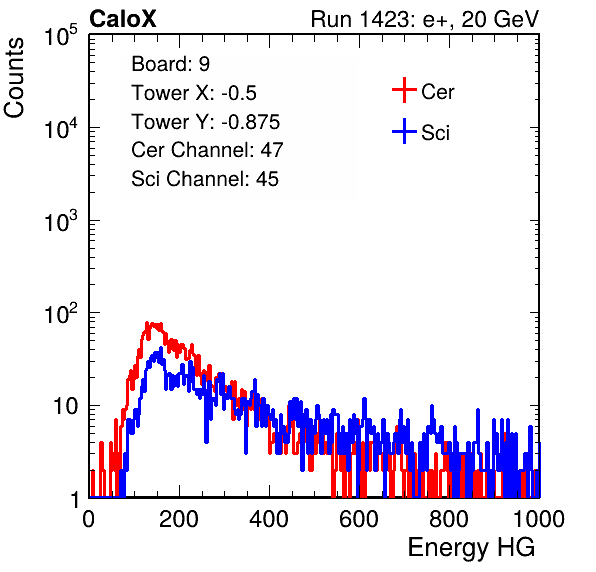 CaloX Run 1423: e+, 20 GeV
Counts
Board: 9
Tower X: -0.5
Tower Y: -0.875
Cer Channel: 47
Sci Channel: 45
Cer
Sci
10^5
10^4
10^3
10^2
10
1
0 200 400 600 800 1000
Energy HG